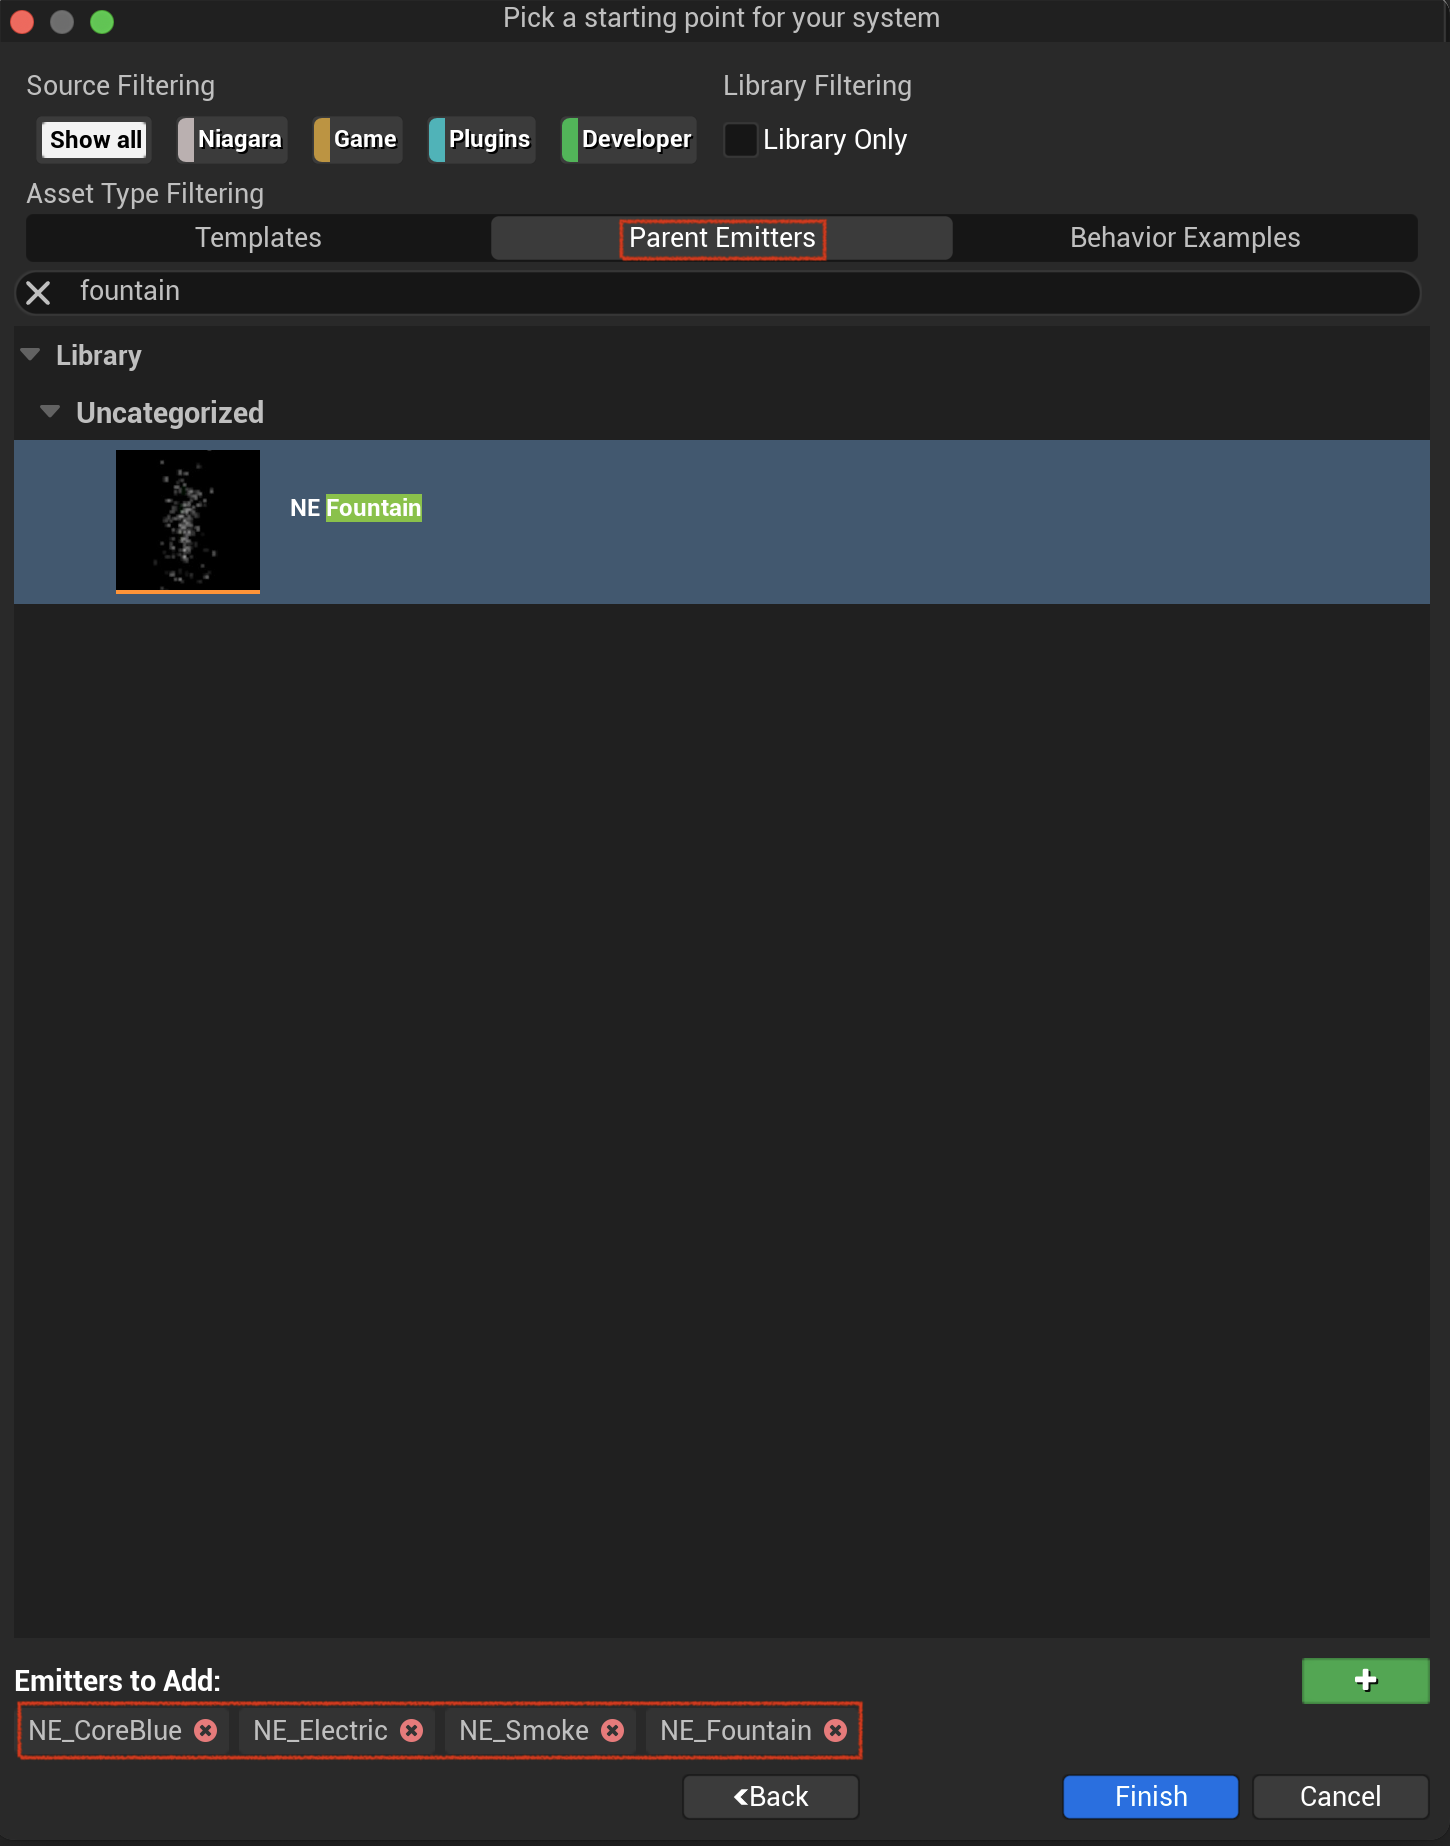 Pick a starting point for your system
Source Filtering
Library Filtering
Show all
Niagara
Game
Plugins
Developer
Library Only
Asset Type Filtering
Templates
Parent Emitters
Behavior Examples
fountain
Library
Uncategorized
NE Fountain
Emitters to Add:
NE_CoreBlue
NE_Electric
NE_Smoke
NE_Fountain
Back
Finish
Cancel